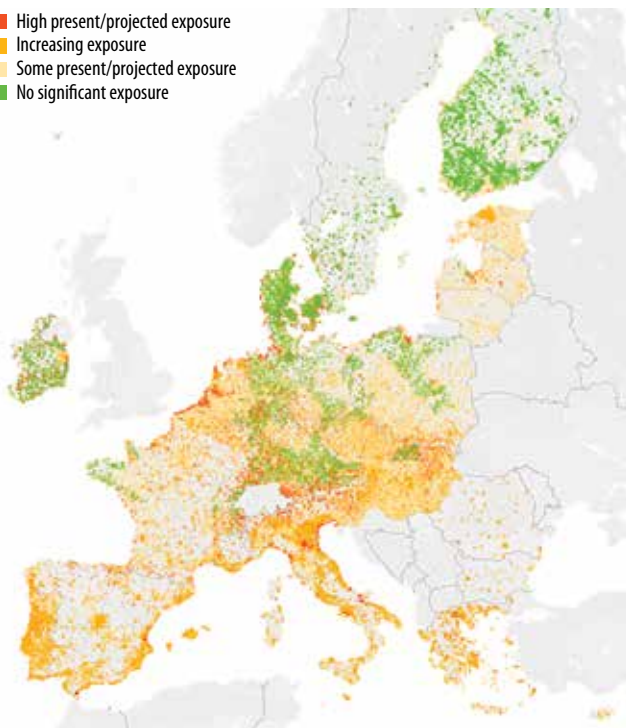 High present/projected exposure
Increasing exposure
Some present/projected exposure
No significant exposure